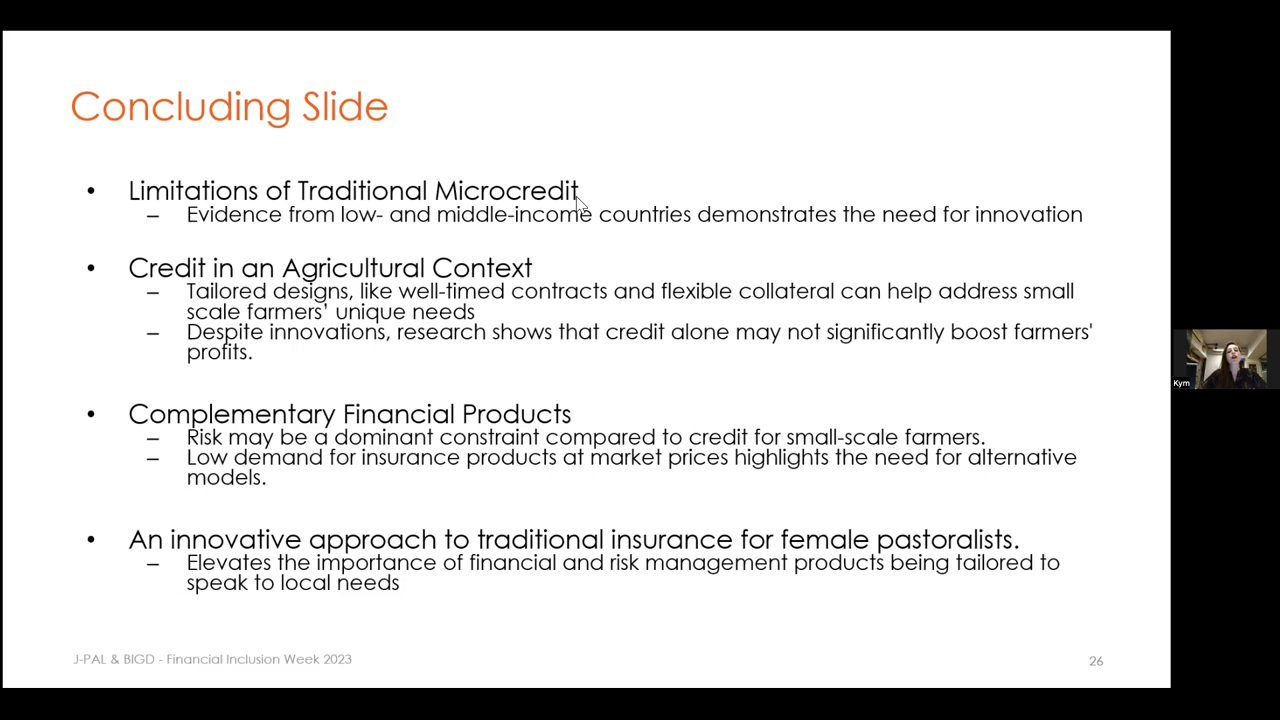 Concluding Slide
• Limitations of Traditional Microcredit
– Evidence from low- and middle-income countries demonstrates the need for innovation
• Credit in an Agricultural Context
– Tailored designs, like well-timed contracts and flexible collateral can help address small
scale farmers’ unique needs
– Despite innovations, research shows that credit alone may not significantly boost farmers'
profits.
• Complementary Financial Products
– Risk may be a dominant constraint compared to credit for small-scale farmers.
– Low demand for insurance products at market prices highlights the need for alternative
models.
• An innovative approach to traditional insurance for female pastoralists.
– Elevates the importance of financial and risk management products being tailored to
speak to local needs
J-PAL & BIGD - Financial Inclusion Week 2023
26
Kym